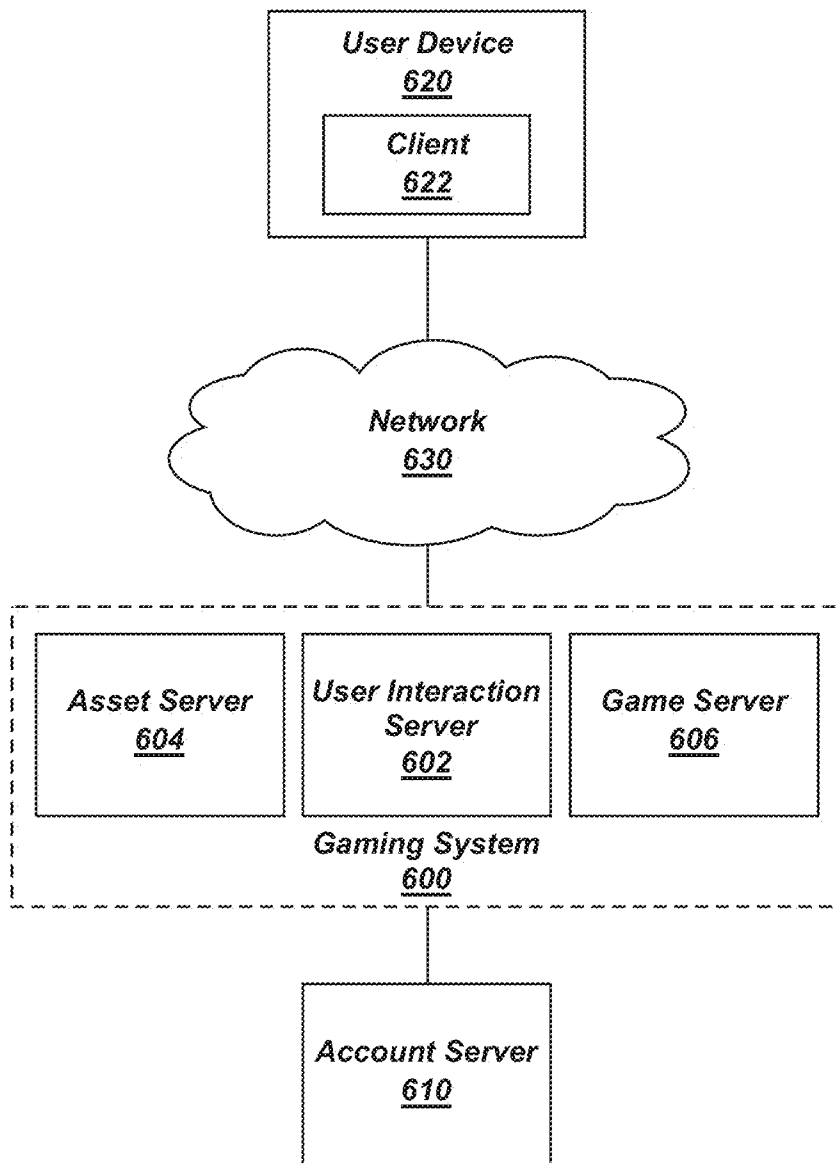 User Device
620
Client
622
Network
630
Asset Server
604
User Interaction
Server
602
Game Server
606
Gaming System
600
Account Server
610